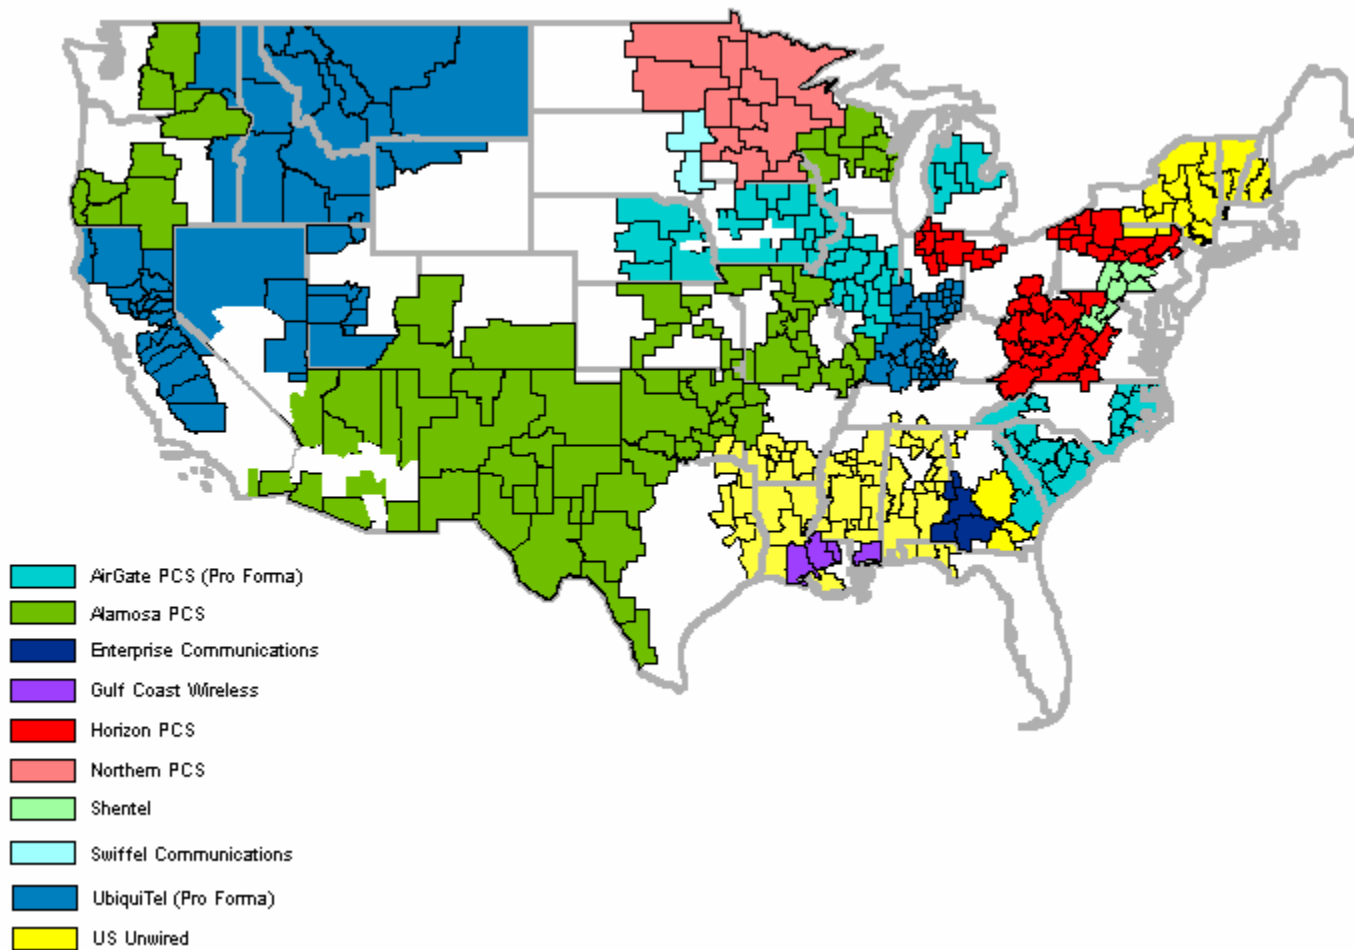 AirGate PCS (Pro Forma)
Alamosa PCS
Enterprise Communications
Gulf Coast Wireless
Horizon PCS
Northern PCS
Shentel
Swiffel Communications
UbiquiTel (Pro Forma)
US Unwired